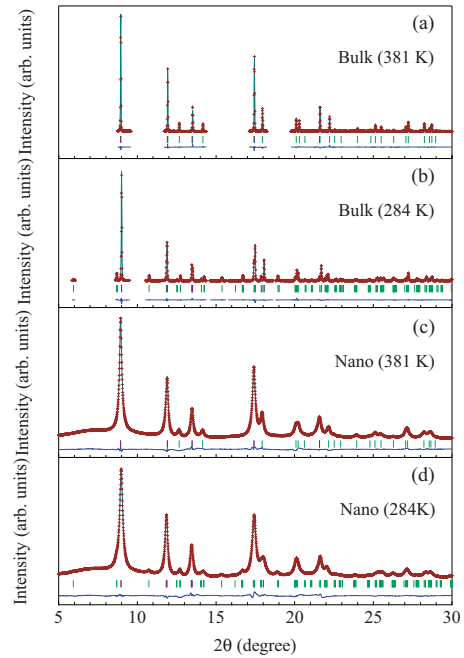 (a)
Bulk (381 K)
Intensity (arb. units)
(b)
Bulk (284 K)
Intensity (arb. units)
(c)
Nano (381 K)
Intensity (arb. units)
(d)
Nano (284K)
Intensity (arb. units)
5 10 15 20 25 30
2θ (degree)